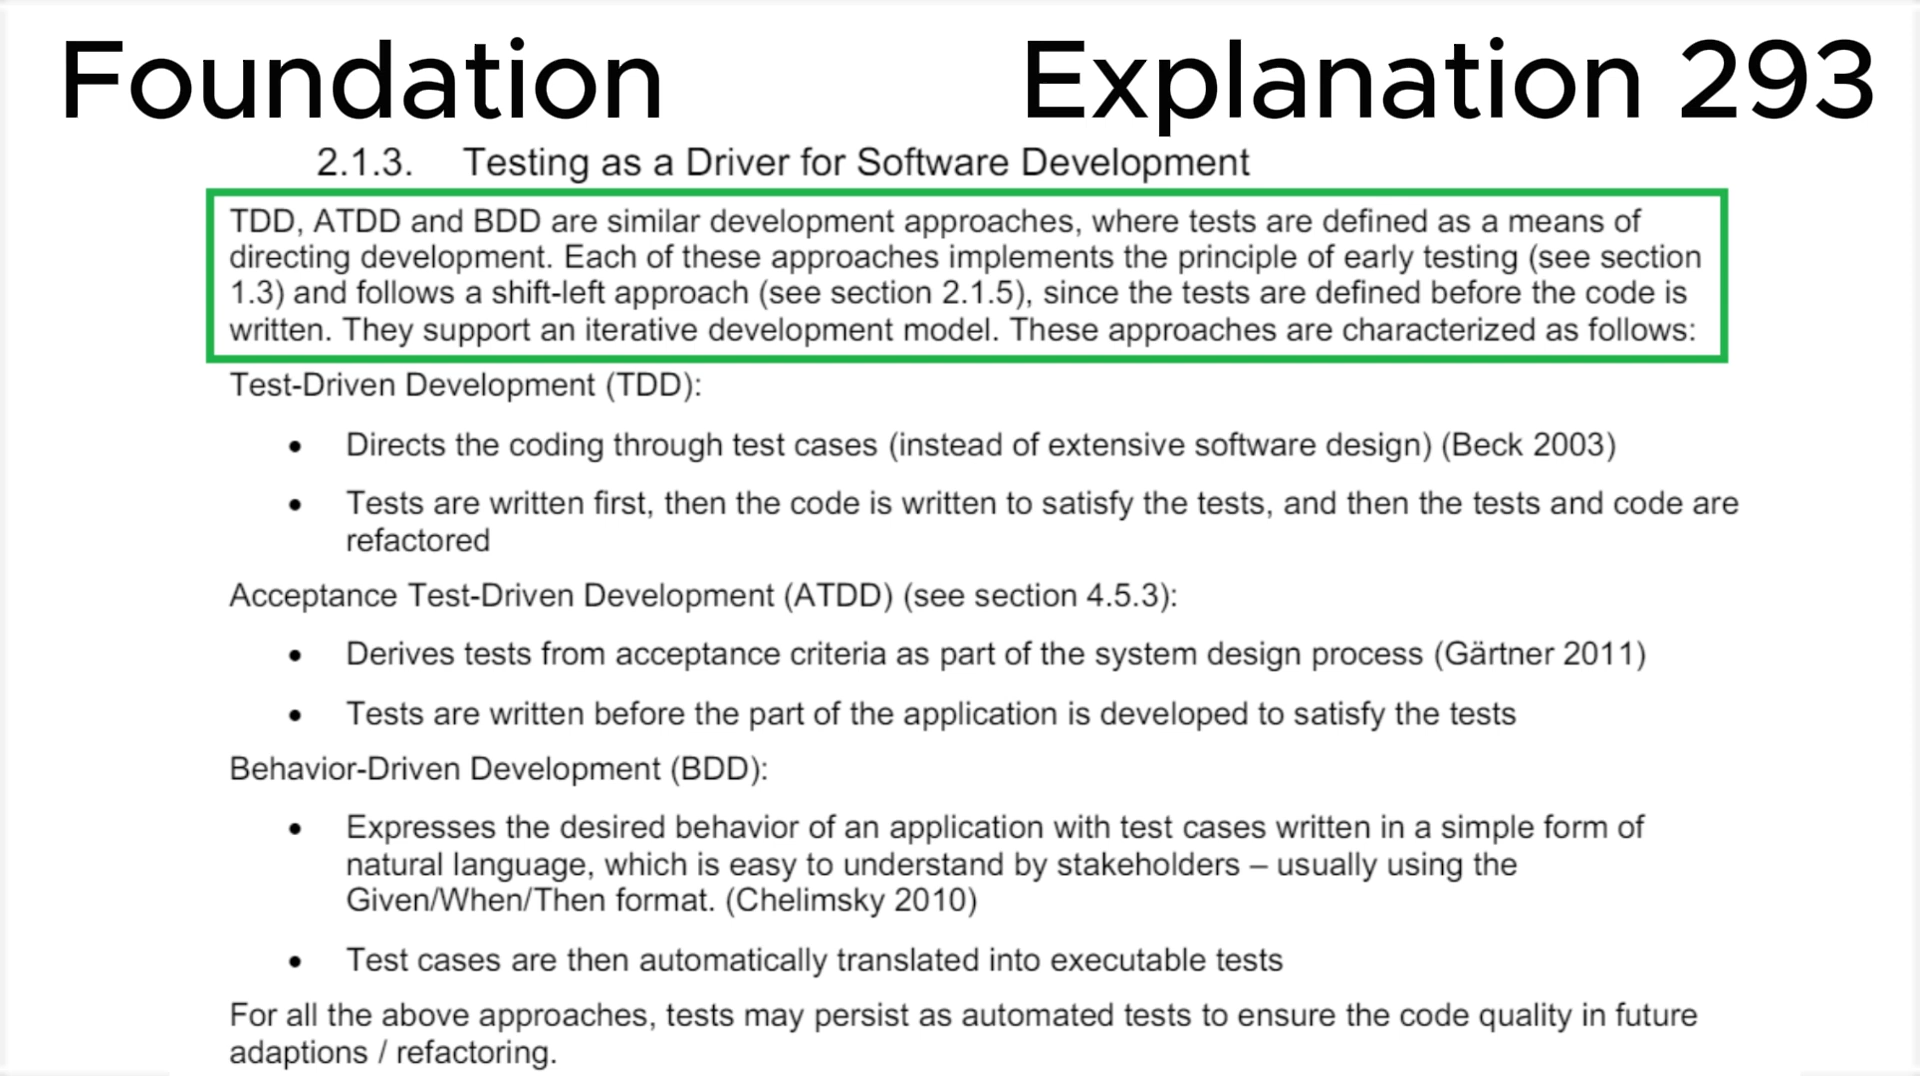 Foundation
Explanation 293
2.1.3. Testing as a Driver for Software Development
TDD, ATDD and BDD are similar development approaches, where tests are defined as a means of
directing development. Each of these approaches implements the principle of early testing (see section
1.3) and follows a shift-left approach (see section 2.1.5), since the tests are defined before the code is
written. They support an iterative development model. These approaches are characterized as follows:
Test-Driven Development (TDD):
• Directs the coding through test cases (instead of extensive software design) (Beck 2003)
• Tests are written first, then the code is written to satisfy the tests, and then the tests and code are
refactored
Acceptance Test-Driven Development (ATDD) (see section 4.5.3):
• Derives tests from acceptance criteria as part of the system design process (Gärtner 2011)
• Tests are written before the part of the application is developed to satisfy the tests
Behavior-Driven Development (BDD):
• Expresses the desired behavior of an application with test cases written in a simple form of
natural language, which is easy to understand by stakeholders – usually using the
Given/When/Then format. (Chelimsky 2010)
• Test cases are then automatically translated into executable tests
For all the above approaches, tests may persist as automated tests to ensure the code quality in future
adaptions / refactoring.